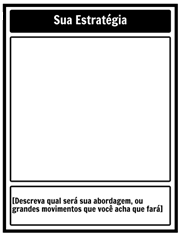 Sua Estratégia
[Descreva qual será sua abordagem, ou
grandes movimentos que você acha que fará]